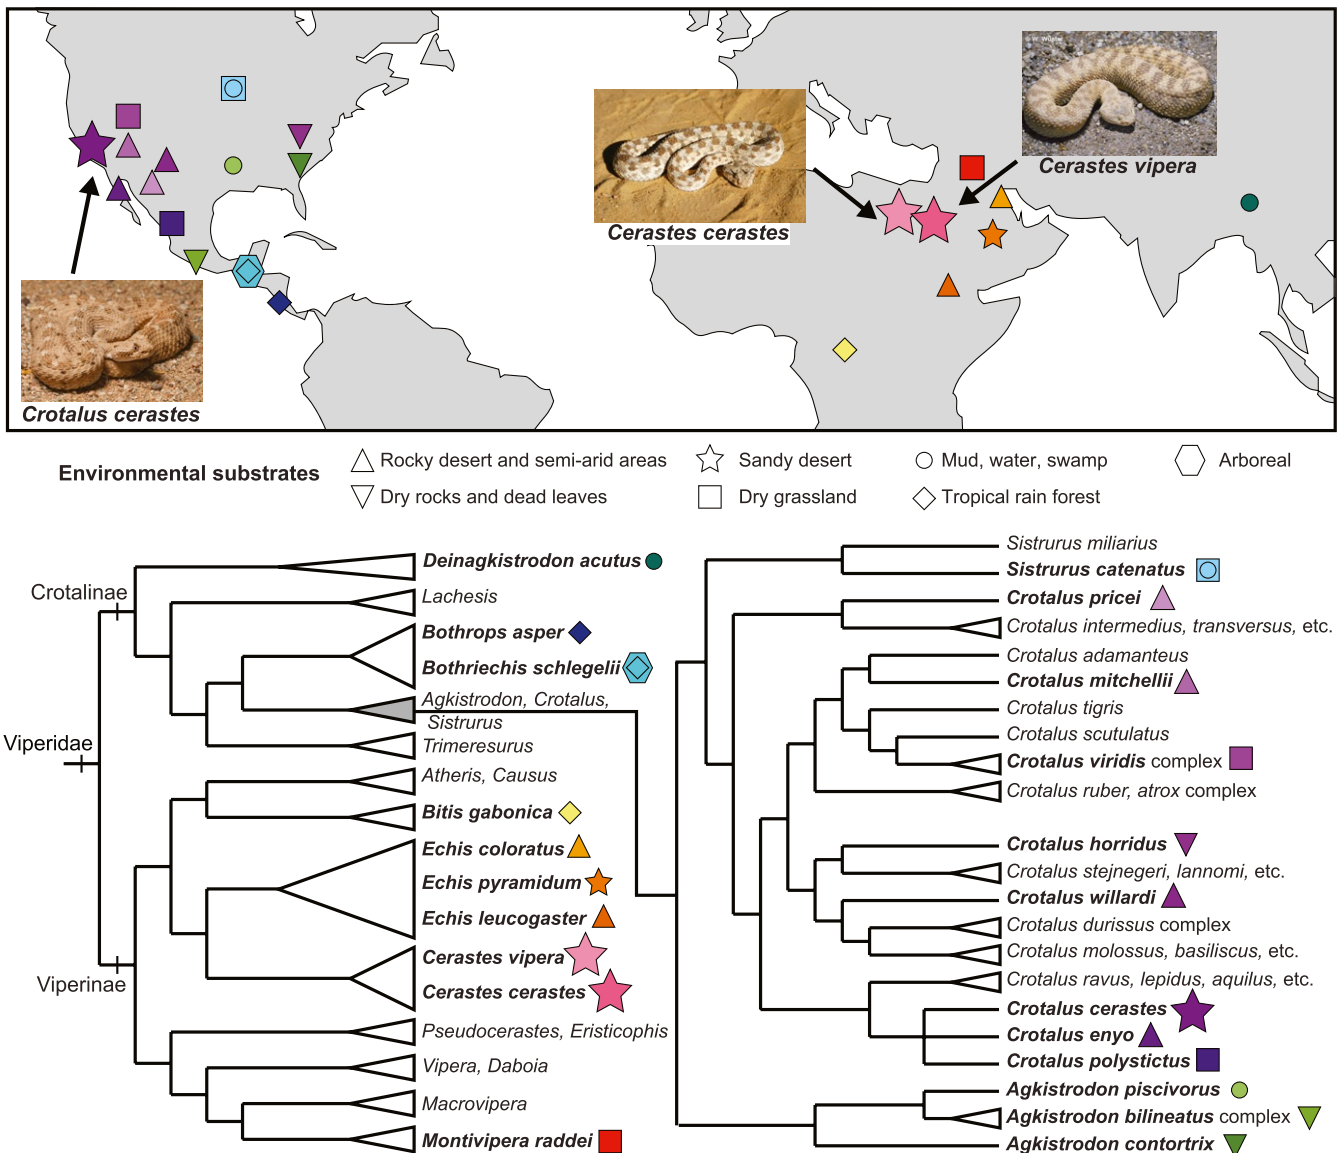 © W. Wüster
Cerastes vipera
Cerastes cerastes
Crotalus cerastes
Environmental substrates
Rocky desert and semi-arid areas
Sandy desert
Mud, water, swamp
Arboreal
Dry rocks and dead leaves
Dry grassland
Tropical rain forest
Viperidae
Crotalinae
Viperinae
Deinagkistrodon acutus
Lachesis
Bothrops asper
Bothriechis schlegelii
Agkistrodon, Crotalus,
Sistrurus
Trimeresurus
Atheris, Causus
Bitis gabonica
Echis coloratus
Echis pyramidum
Echis leucogaster
Cerastes vipera
Cerastes cerastes
Pseudocerastes, Eristicophis
Vipera, Daboia
Macrovipera
Montivipera raddei
Sistrurus miliarius
Sistrurus catenatus
Crotalus pricei
Crotalus intermedius, transversus, etc.
Crotalus adamanteus
Crotalus mitchellii
Crotalus tigris
Crotalus scutulatus
Crotalus viridis complex
Crotalus ruber, atrox complex
Crotalus horridus
Crotalus stejnegeri, lannomi, etc.
Crotalus willardi
Crotalus durissus complex
Crotalus molossus, basiliscus, etc.
Crotalus ravus, lepidus, aquilus, etc.
Crotalus cerastes
Crotalus enyo
Crotalus polystictus
Agkistrodon piscivorus
Agkistrodon bilineatus complex
Agkistrodon contortrix